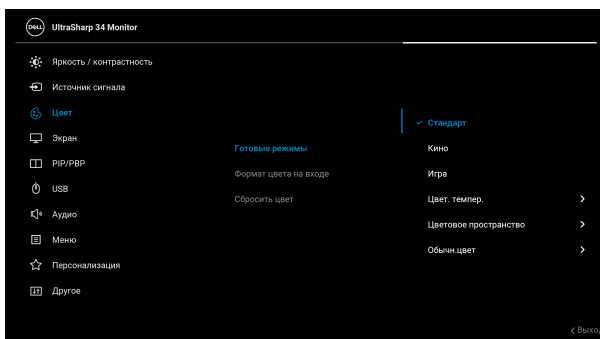 DELL UltraSharp 34 Monitor
Яркость / контрастность
Источник сигнала
Цвет
Экран
PIP/PBP
USB
Аудио
Меню
Персонализация
Другое
Готовые режимы
Формат цвета на входе
Сбросить цвет
Стандарт
Кино
Игра
Цвет. темпер.
Цветовое пространство
Обычн.цвет
Выход